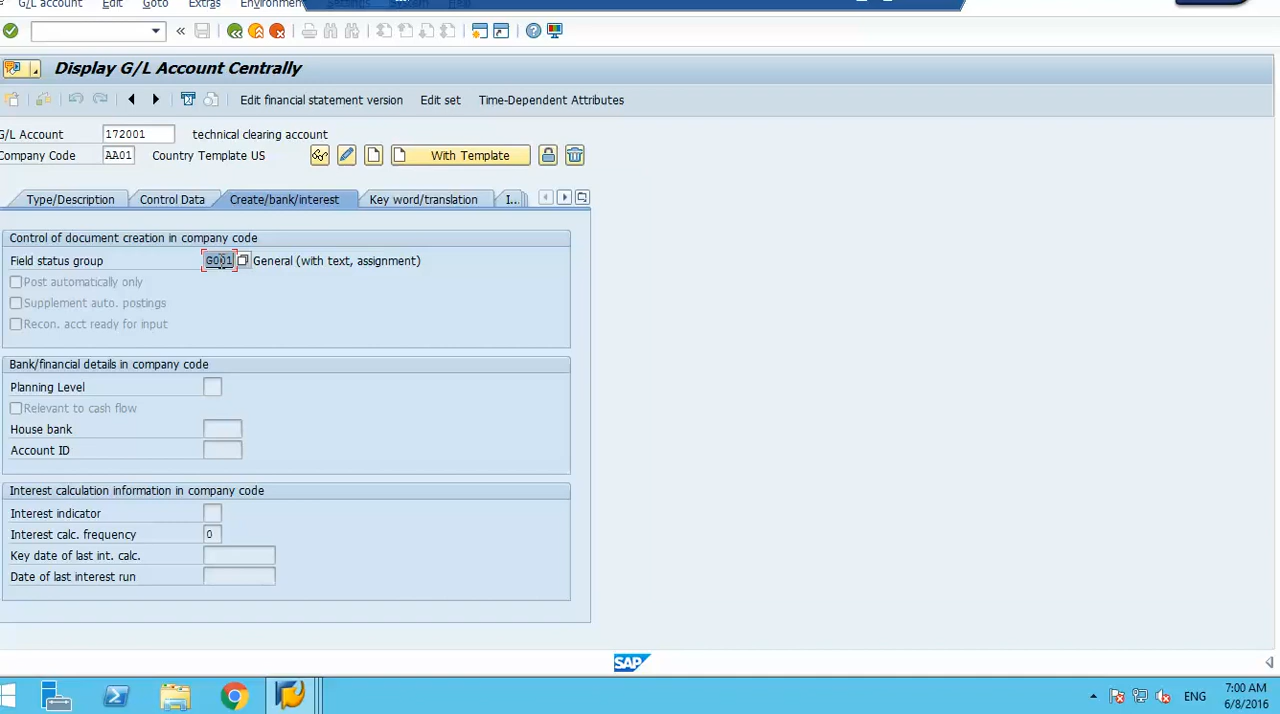 G/L account Edit Goto Extras Environment Settings System Help
Display G/L Account Centrally
Edit financial statement version Edit set Time-Dependent Attributes
G/L Account 172001 technical clearing account
Company Code AA01 Country Template US With Template
Type/Description Control Data Create/bank/interest Key word/translation I...
Control of document creation in company code
Field status group G001 General (with text, assignment)
Post automatically only
Supplement auto. postings
Recon. acct ready for input
Bank/financial details in company code
Planning Level
Relevant to cash flow
House bank
Account ID
Interest calculation information in company code
Interest indicator
Interest calc. frequency 0
Key date of last int. calc.
Date of last interest run
SAP
ENG
7:00 AM
6/8/2016